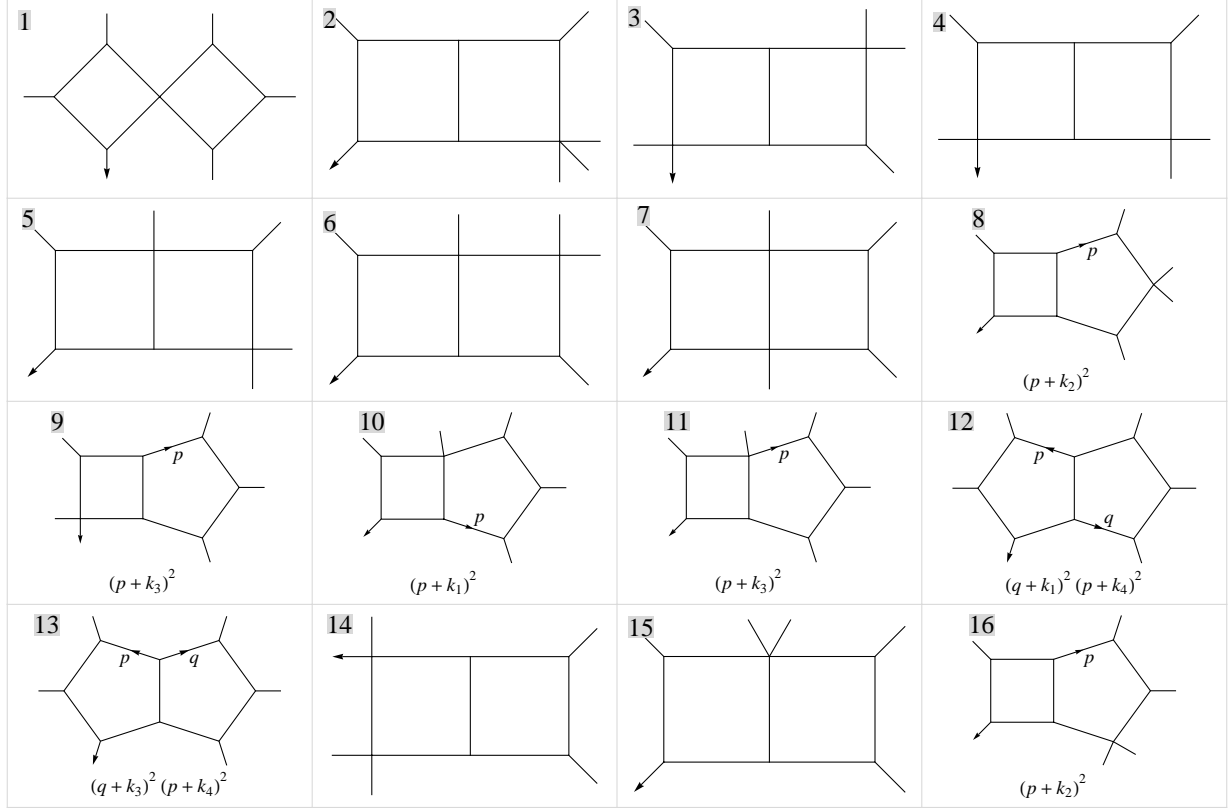 1
2
3
4
5
6
7
8
p
(p + k₂)²
9
p
(p + k₃)²
10
p
(p + k₁)²
11
p
(p + k₃)²
12
p
q
(q + k₁)² (p + k₄)²
13
p q
(q + k₃)² (p + k₄)²
14
15
16
p
(p + k₂)²